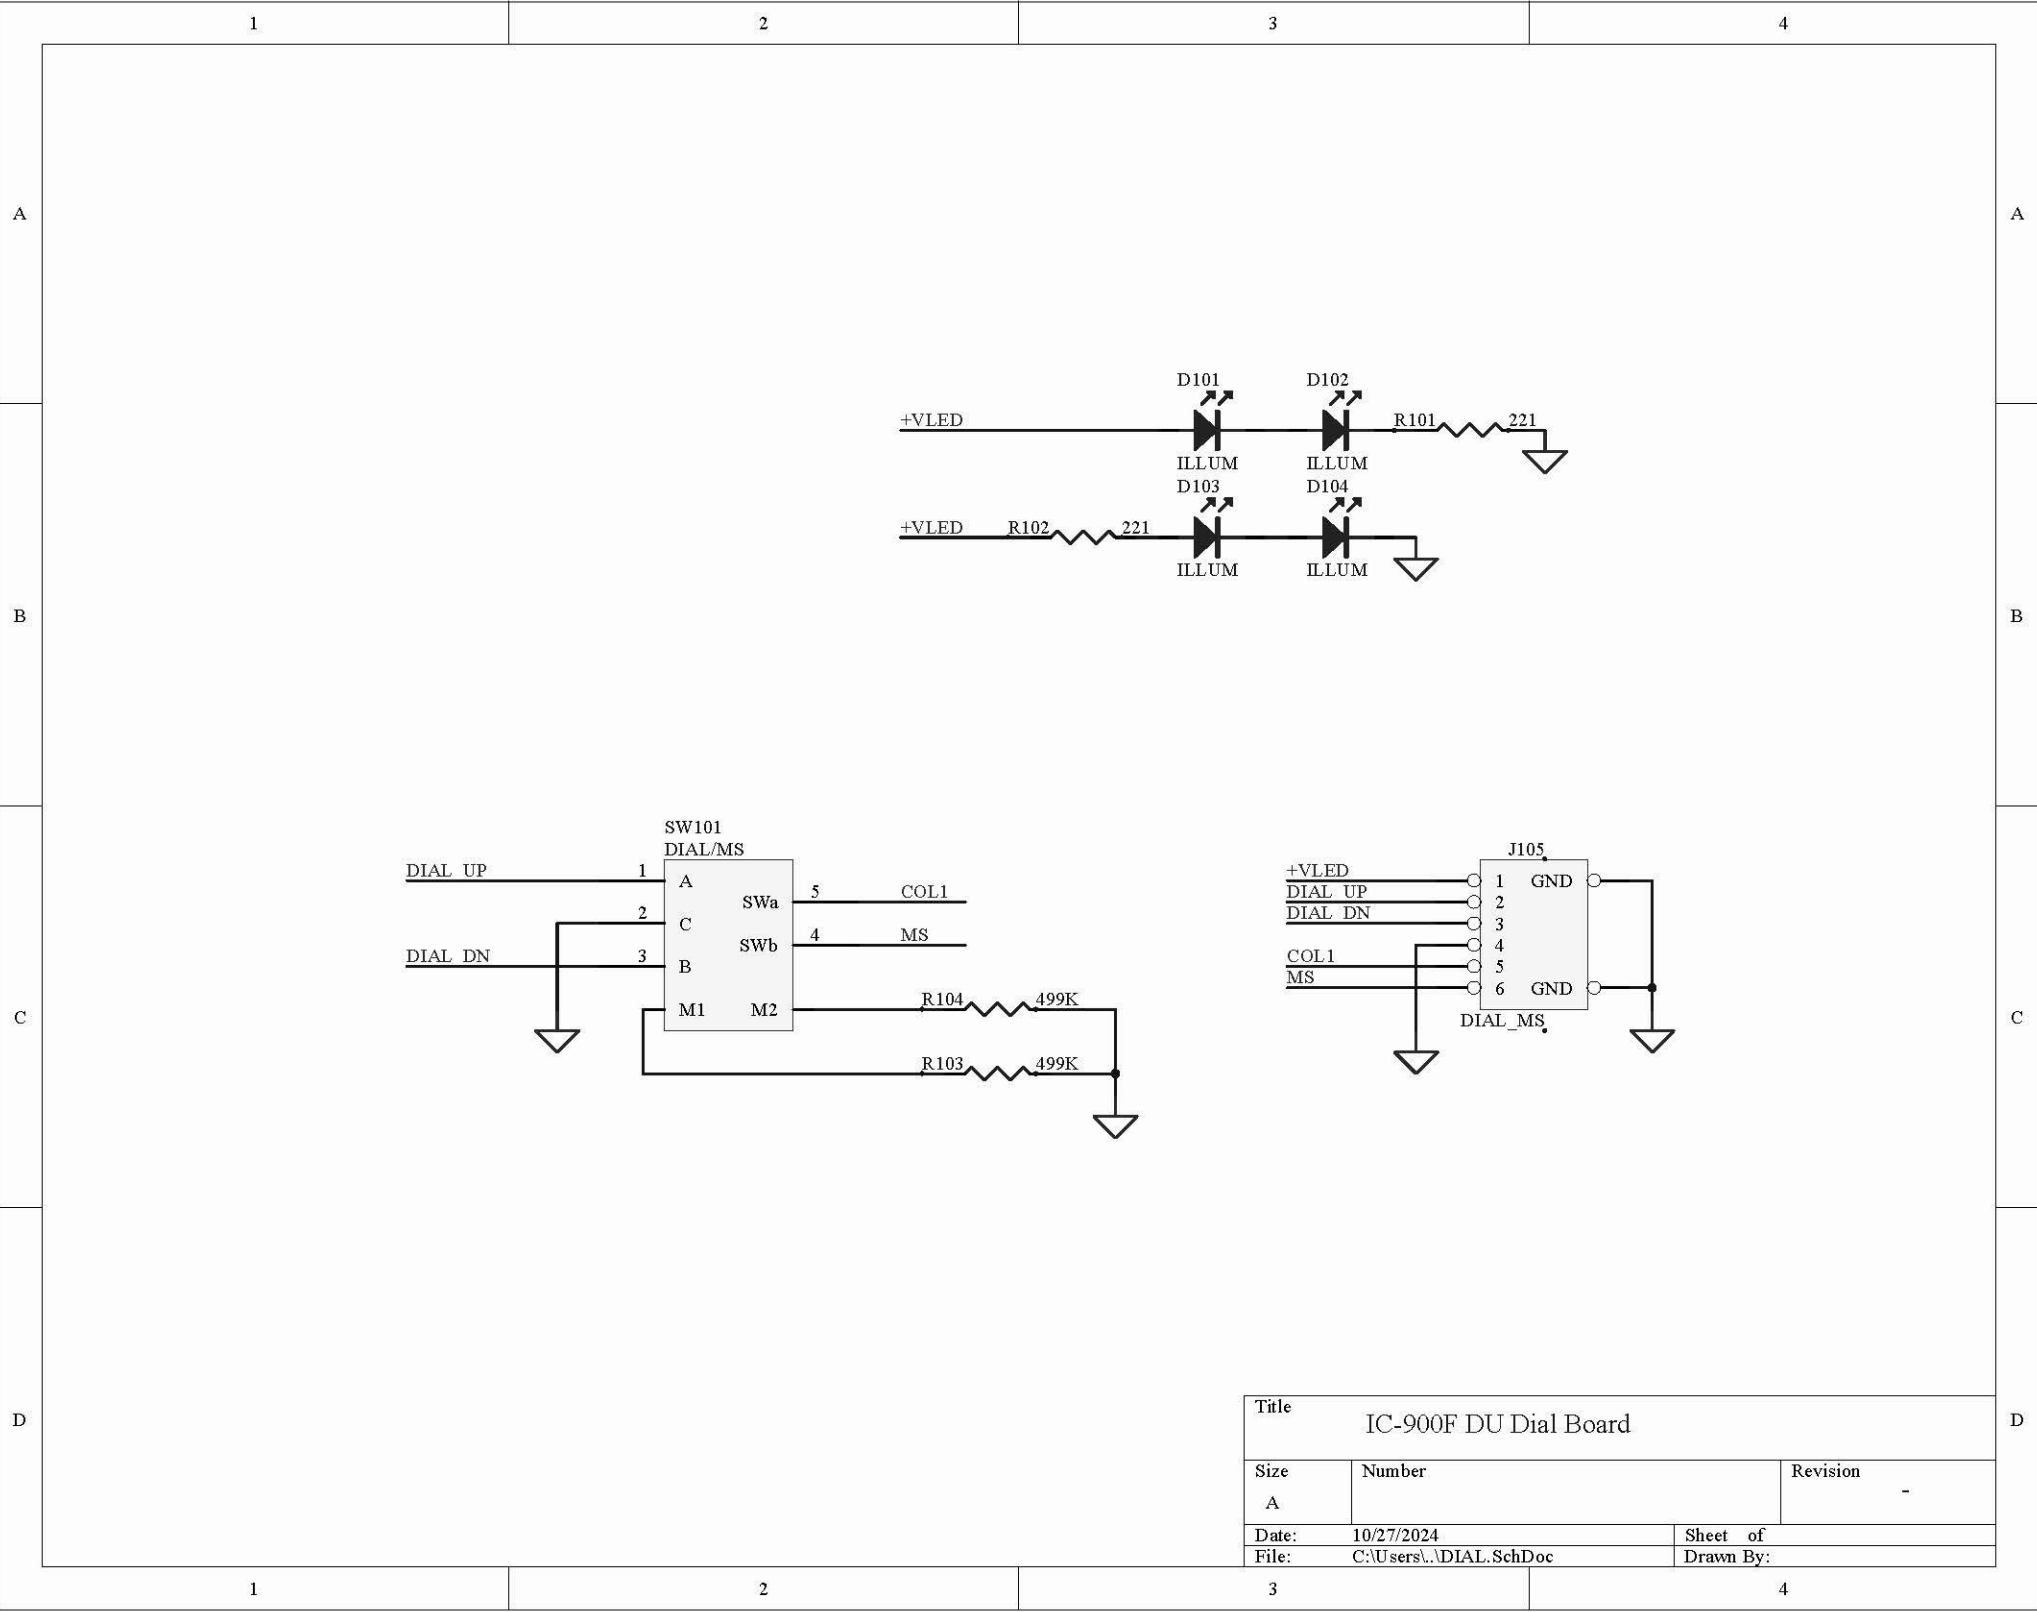 1 2 3 4
A A
D101 D102
+VLED R101 221
ILLUM ILLUM
D103 D104
+VLED R102 221
ILLUM ILLUM
B B
SW101
DIAL/MS
DIAL_UP 1 A
SWa 5 COL1
2 C
SWb 4 MS
DIAL_DN 3 B
M1 M2 R104 499K
R103 499K
J105
+VLED 1 GND
DIAL_UP 2
DIAL_DN 3
4
COL1 5
MS 6 GND
DIAL_MS
C C
D D
Title
IC-900F DU Dial Board
Size Number Revision
A -
Date: 10/27/2024 Sheet of
File: C:\Users\..\DIAL.SchDoc Drawn By:
1 2 3 4